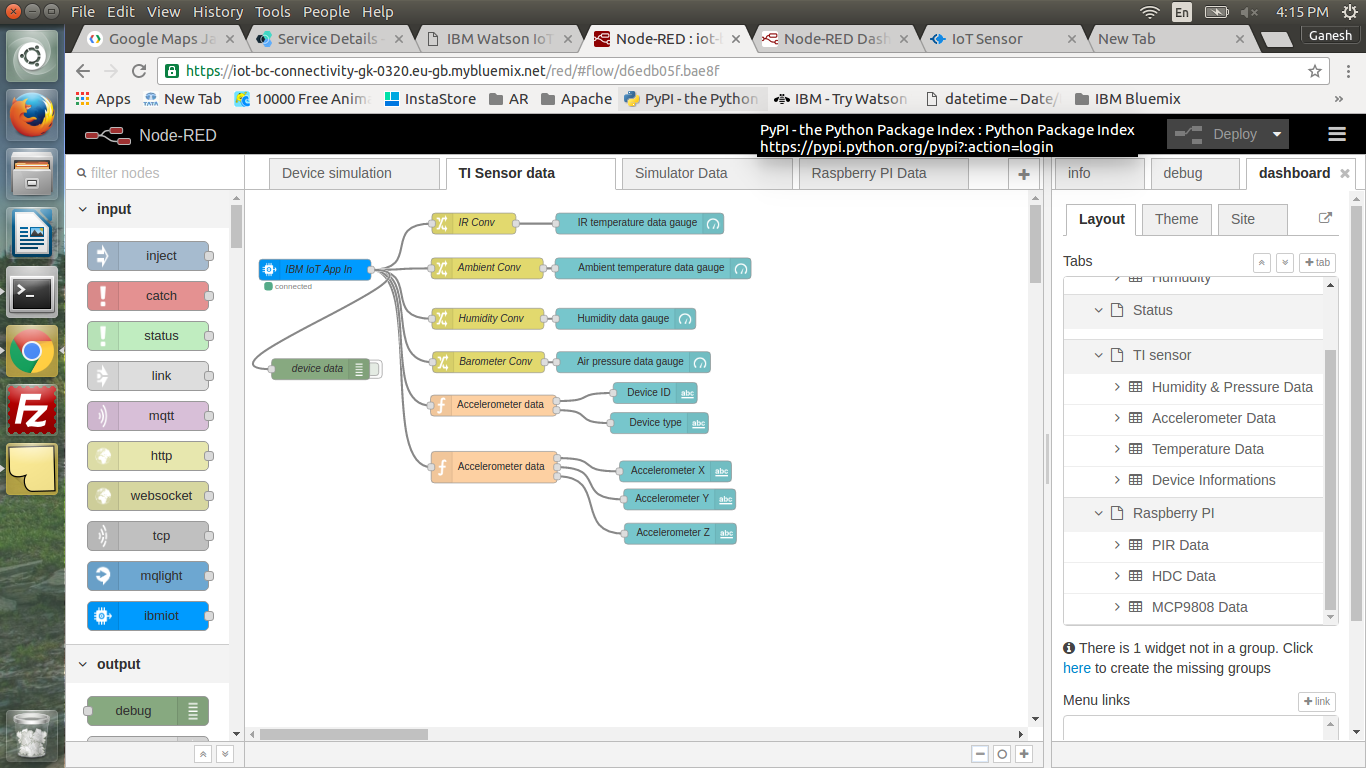 File Edit View History Tools People Help
En
4:15 PM
Google Maps Ja
Service Details -
IBM Watson IoT
Node-RED : iot-
Node-RED Dash
IoT Sensor
New Tab
Ganesh
https://iot-bc-connectivity-gk-0320.eu-gb.mybluemix.net/red/#flow/d6edb05f.bae8f
Apps
TATA
New Tab
10000 Free Anima
InstaStore
AR
Apache
PyPI - the Python
IBM - Try Watson
datetime – Date/
IBM Bluemix
»
Node-RED
PyPI - the Python Package Index : Python Package Index
https://pypi.python.org/pypi?:action=login
Deploy
filter nodes
Device simulation
TI Sensor data
Simulator Data
Raspberry PI Data
info
debug
dashboard
input
inject
catch
status
link
mqtt
http
websocket
tcp
mqlight
ibmiot
output
debug
IBM IoT App In
connected
device data
IR Conv
IR temperature data gauge
Ambient Conv
Ambient temperature data gauge
Humidity Conv
Humidity data gauge
Barometer Conv
Air pressure data gauge
f Accelerometer data
Device ID abc
Device type abc
f Accelerometer data
Accelerometer X abc
Accelerometer Y abc
Accelerometer Z abc
Layout
Theme
Site
Tabs
+ tab
Humidity
Status
TI sensor
Humidity & Pressure Data
Accelerometer Data
Temperature Data
Device Informations
Raspberry PI
PIR Data
HDC Data
MCP9808 Data
There is 1 widget not in a group. Click
here to create the missing groups
Menu links
+ link
Fz